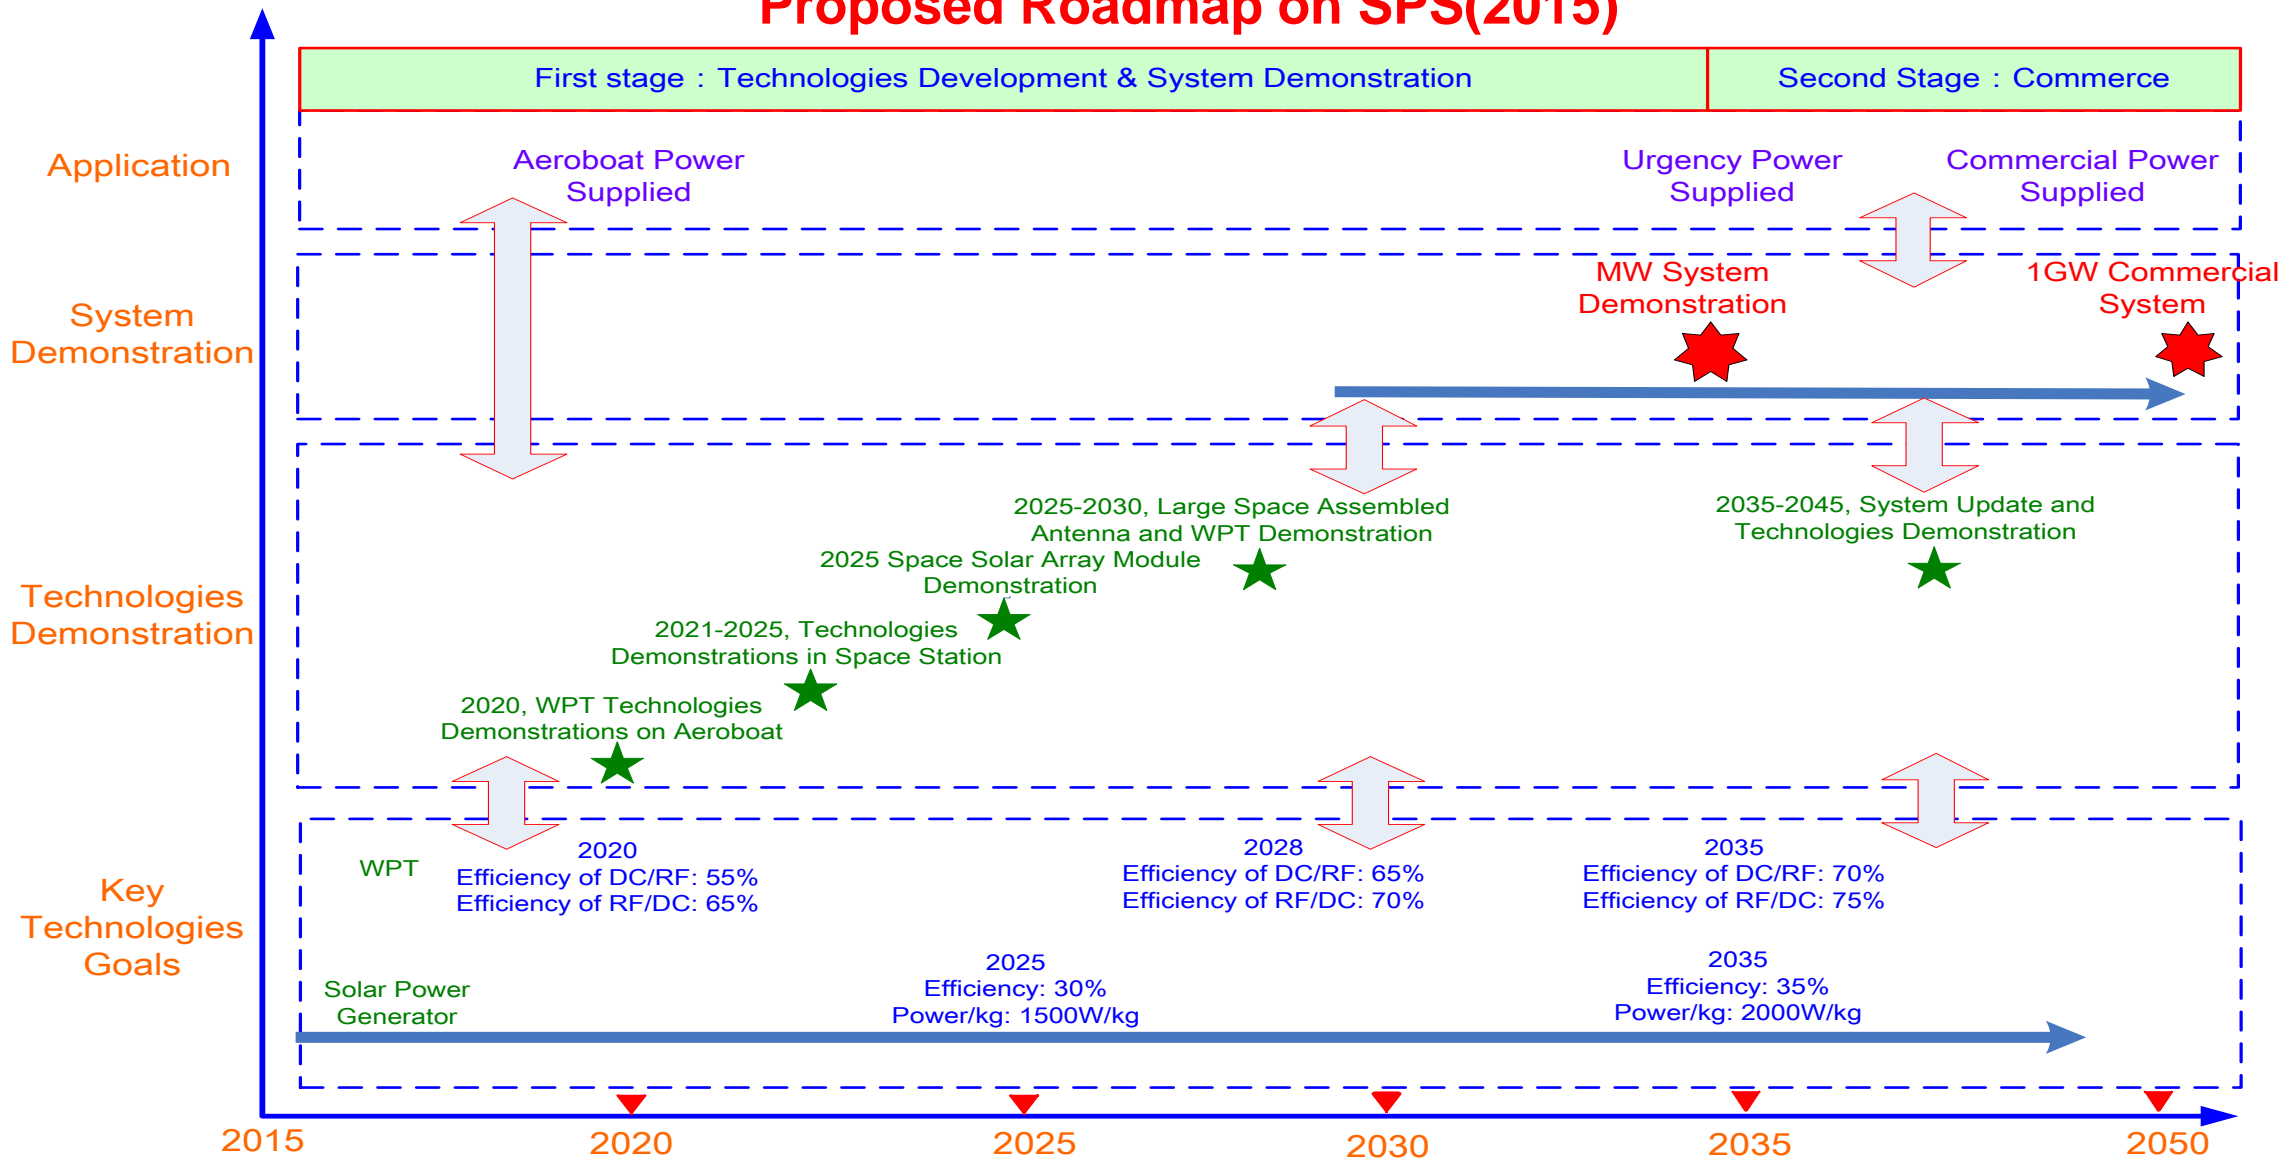 Proposed Roadmap on SPS(2015)
First stage : Technologies Development & System Demonstration
Second Stage : Commerce
Application
Aeroboat Power
Supplied
Urgency Power
Supplied
Commercial Power
Supplied
System
Demonstration
MW System
Demonstration
1GW Commercial
System
Technologies
Demonstration
2025-2030, Large Space Assembled
Antenna and WPT Demonstration
2035-2045, System Update and
Technologies Demonstration
2025 Space Solar Array Module
Demonstration
2021-2025, Technologies
Demonstrations in Space Station
2020, WPT Technologies
Demonstrations on Aeroboat
Key
Technologies
Goals
WPT
2020
Efficiency of DC/RF: 55%
Efficiency of RF/DC: 65%
2028
Efficiency of DC/RF: 65%
Efficiency of RF/DC: 70%
2035
Efficiency of DC/RF: 70%
Efficiency of RF/DC: 75%
Solar Power
Generator
2025
Efficiency: 30%
Power/kg: 1500W/kg
2035
Efficiency: 35%
Power/kg: 2000W/kg
2015
2020
2025
2030
2035
2050